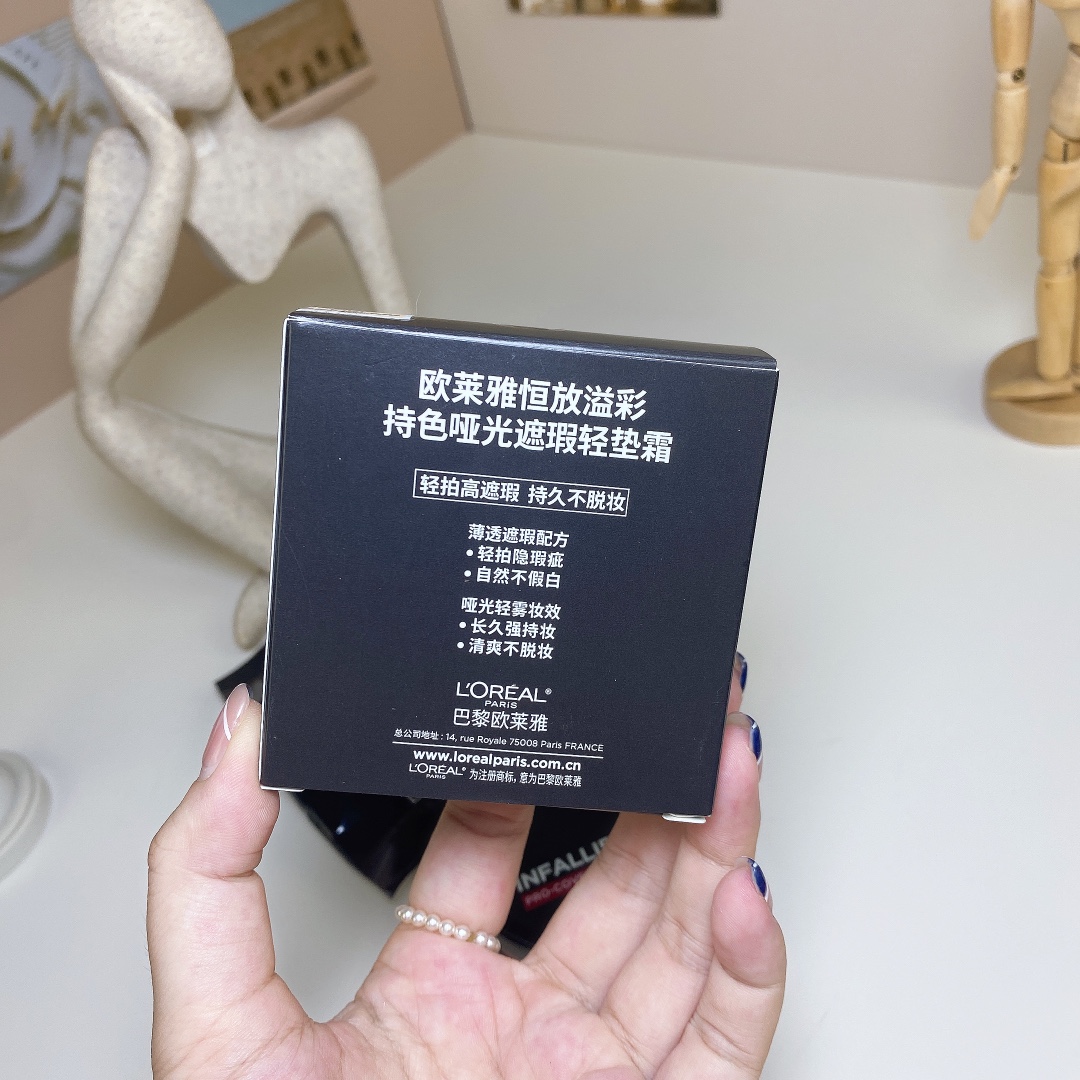 欧莱雅恒放溢彩
持色哑光遮瑕轻垫霜
轻拍高遮瑕 持久不脱妆
薄透遮瑕配方
•轻拍隐瑕疵
•自然不假白
哑光轻雾妆效
•长久强持妆
•清爽不脱妆
L'ORÉAL®
PARIS
巴黎欧莱雅
总公司地址：14, rue Royale 75008 Paris FRANCE
www.lorealparis.com.cn
L'ORÉAL® PARIS 为注册商标，意为巴黎欧莱雅